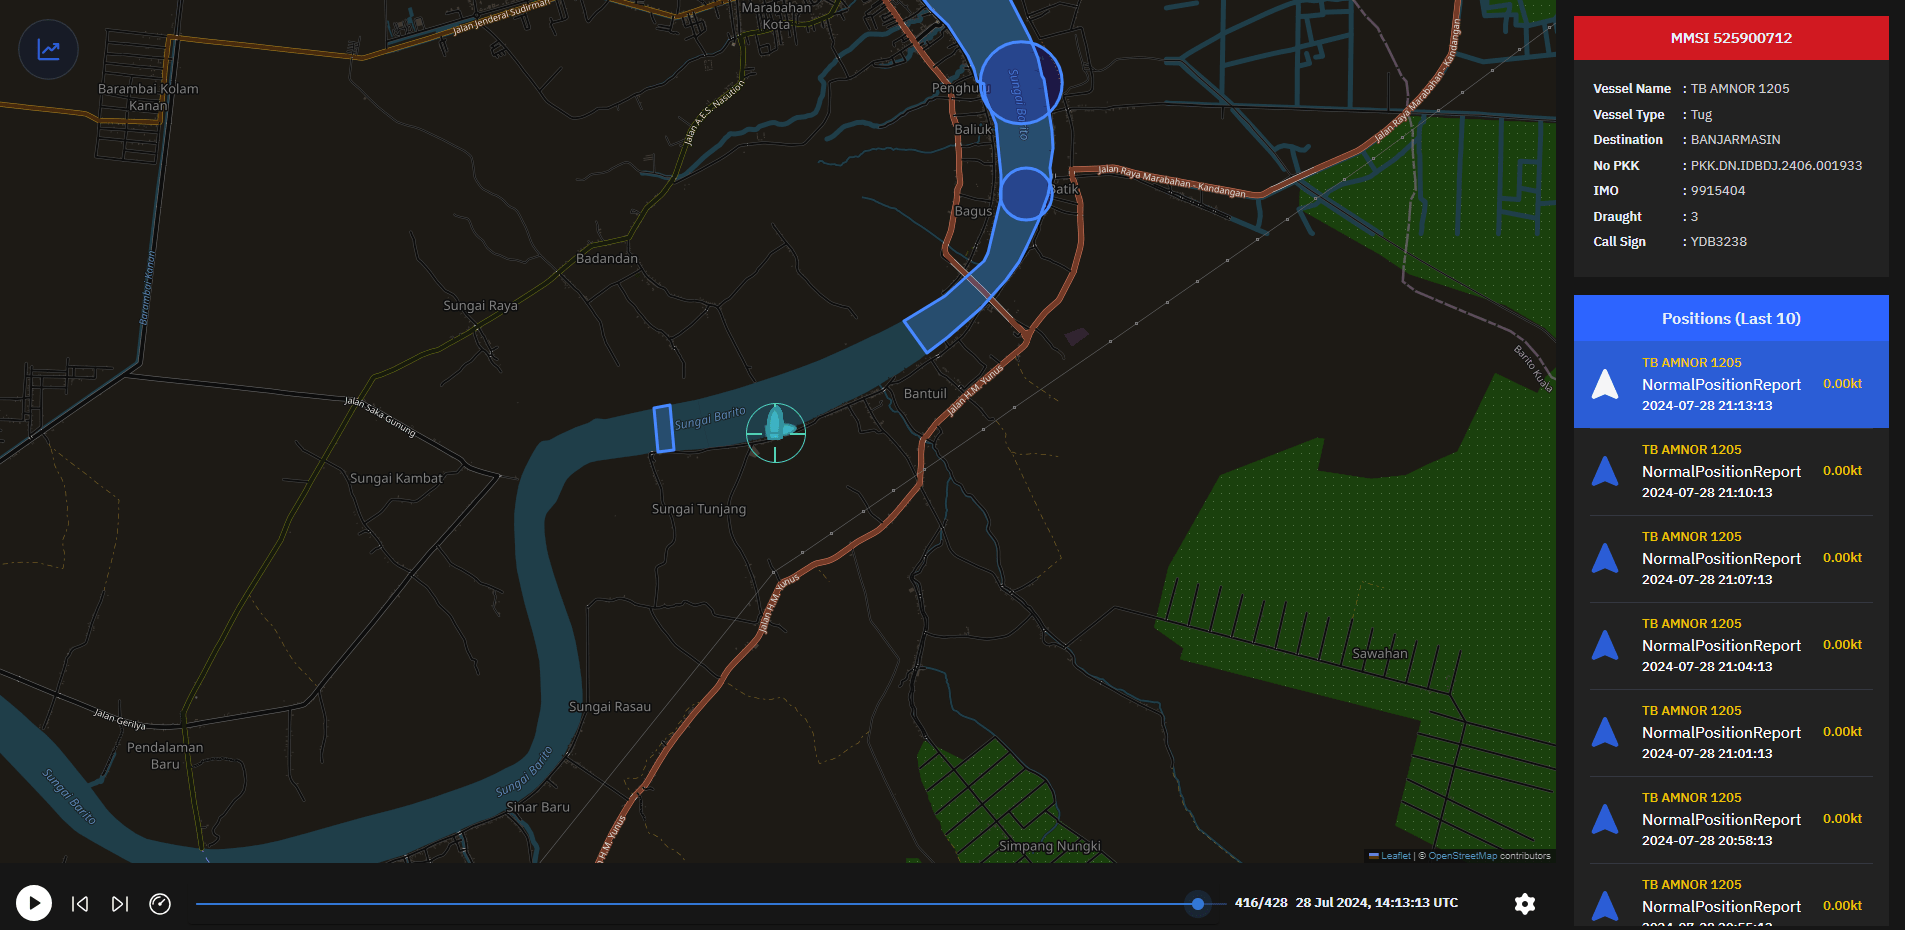 Jalan Jenderal Sudirman
Marabahan
Kota
Barambai Kolam
Kanan
Jalan A.E.S. Nasution
Penghulu
Sungai Barito
Jalan Raya Marabahan - Kandangan
Baliuk
Jalan Raya Marabahan - Kandangan
Batik
Bagus
Barambai Kanan
Badandan
Sungai Raya
Barito Kuala
Bantuil
Jalan H.M. Yunus
Jalan Saka Gunung
Sungai Barito
Sungai Kambat
Sungai Tunjang
Jalan H.M. Yunus
Sawahan
Sungai Rasau
Jalan Gerilya
Pendalaman
Baru
Sungai Barito
Sungai Barito
Sinar Baru
H.M. Yunus
Simpang Nungki
Leaflet | © OpenStreetMap contributors
416/428 28 Jul 2024, 14:13:13 UTC
MMSI 525900712
Vessel Name : TB AMNOR 1205
Vessel Type : Tug
Destination : BANJARMASIN
No PKK : PKK.DN.IDBDJ.2406.001933
IMO : 9915404
Draught : 3
Call Sign : YDB3238
Positions (Last 10)
TB AMNOR 1205
NormalPositionReport 0.00kt
2024-07-28 21:13:13
TB AMNOR 1205
NormalPositionReport 0.00kt
2024-07-28 21:10:13
TB AMNOR 1205
NormalPositionReport 0.00kt
2024-07-28 21:07:13
TB AMNOR 1205
NormalPositionReport 0.00kt
2024-07-28 21:04:13
TB AMNOR 1205
NormalPositionReport 0.00kt
2024-07-28 21:01:13
TB AMNOR 1205
NormalPositionReport 0.00kt
2024-07-28 20:58:13
TB AMNOR 1205
NormalPositionReport 0.00kt
2024-07-28 20:55:13